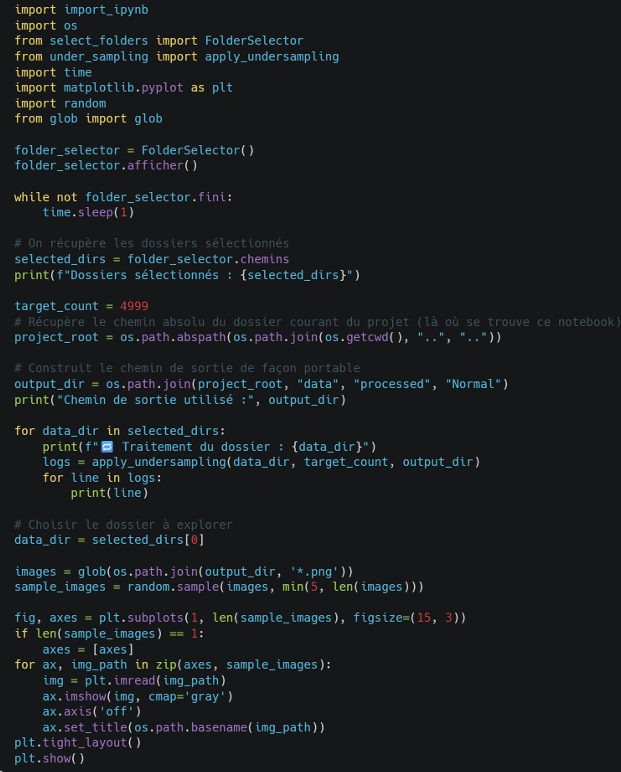 import import_ipynb
import os
from select_folders import FolderSelector
from under_sampling import apply_undersampling
import time
import matplotlib.pyplot as plt
import random
from glob import glob

folder_selector = FolderSelector()
folder_selector.afficher()

while not folder_selector.fini:
    time.sleep(1)

# On récupère les dossiers sélectionnés
selected_dirs = folder_selector.chemins
print(f"Dossiers sélectionnés : {selected_dirs}")

target_count = 4999
# Récupère le chemin absolu du dossier courant du projet (là où se trouve ce notebook)
project_root = os.path.abspath(os.path.join(os.getcwd(), "..", ".."))

# Construit le chemin de sortie de façon portable
output_dir = os.path.join(project_root, "data", "processed", "Normal")
print("Chemin de sortie utilisé :", output_dir)

for data_dir in selected_dirs:
    print(f"🔁 Traitement du dossier : {data_dir}")
    logs = apply_undersampling(data_dir, target_count, output_dir)
    for line in logs:
        print(line)

# Choisir le dossier à explorer
data_dir = selected_dirs[0]

images = glob(os.path.join(output_dir, '*.png'))
sample_images = random.sample(images, min(5, len(images)))

fig, axes = plt.subplots(1, len(sample_images), figsize=(15, 3))
if len(sample_images) == 1:
    axes = [axes]
for ax, img_path in zip(axes, sample_images):
    img = plt.imread(img_path)
    ax.imshow(img, cmap='gray')
    ax.axis('off')
    ax.set_title(os.path.basename(img_path))
plt.tight_layout()
plt.show()